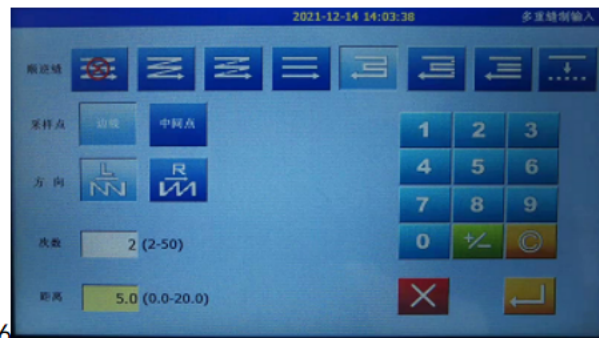 2021-12-14 14:03:38 多重缝制输入
顺逆缝
采样点 边线 中间点 1 2 3
方向 L R 4 5 6
7 8 9
次数 2 (2-50) 0 +/- C
距离 5.0 (0.0-20.0)
6